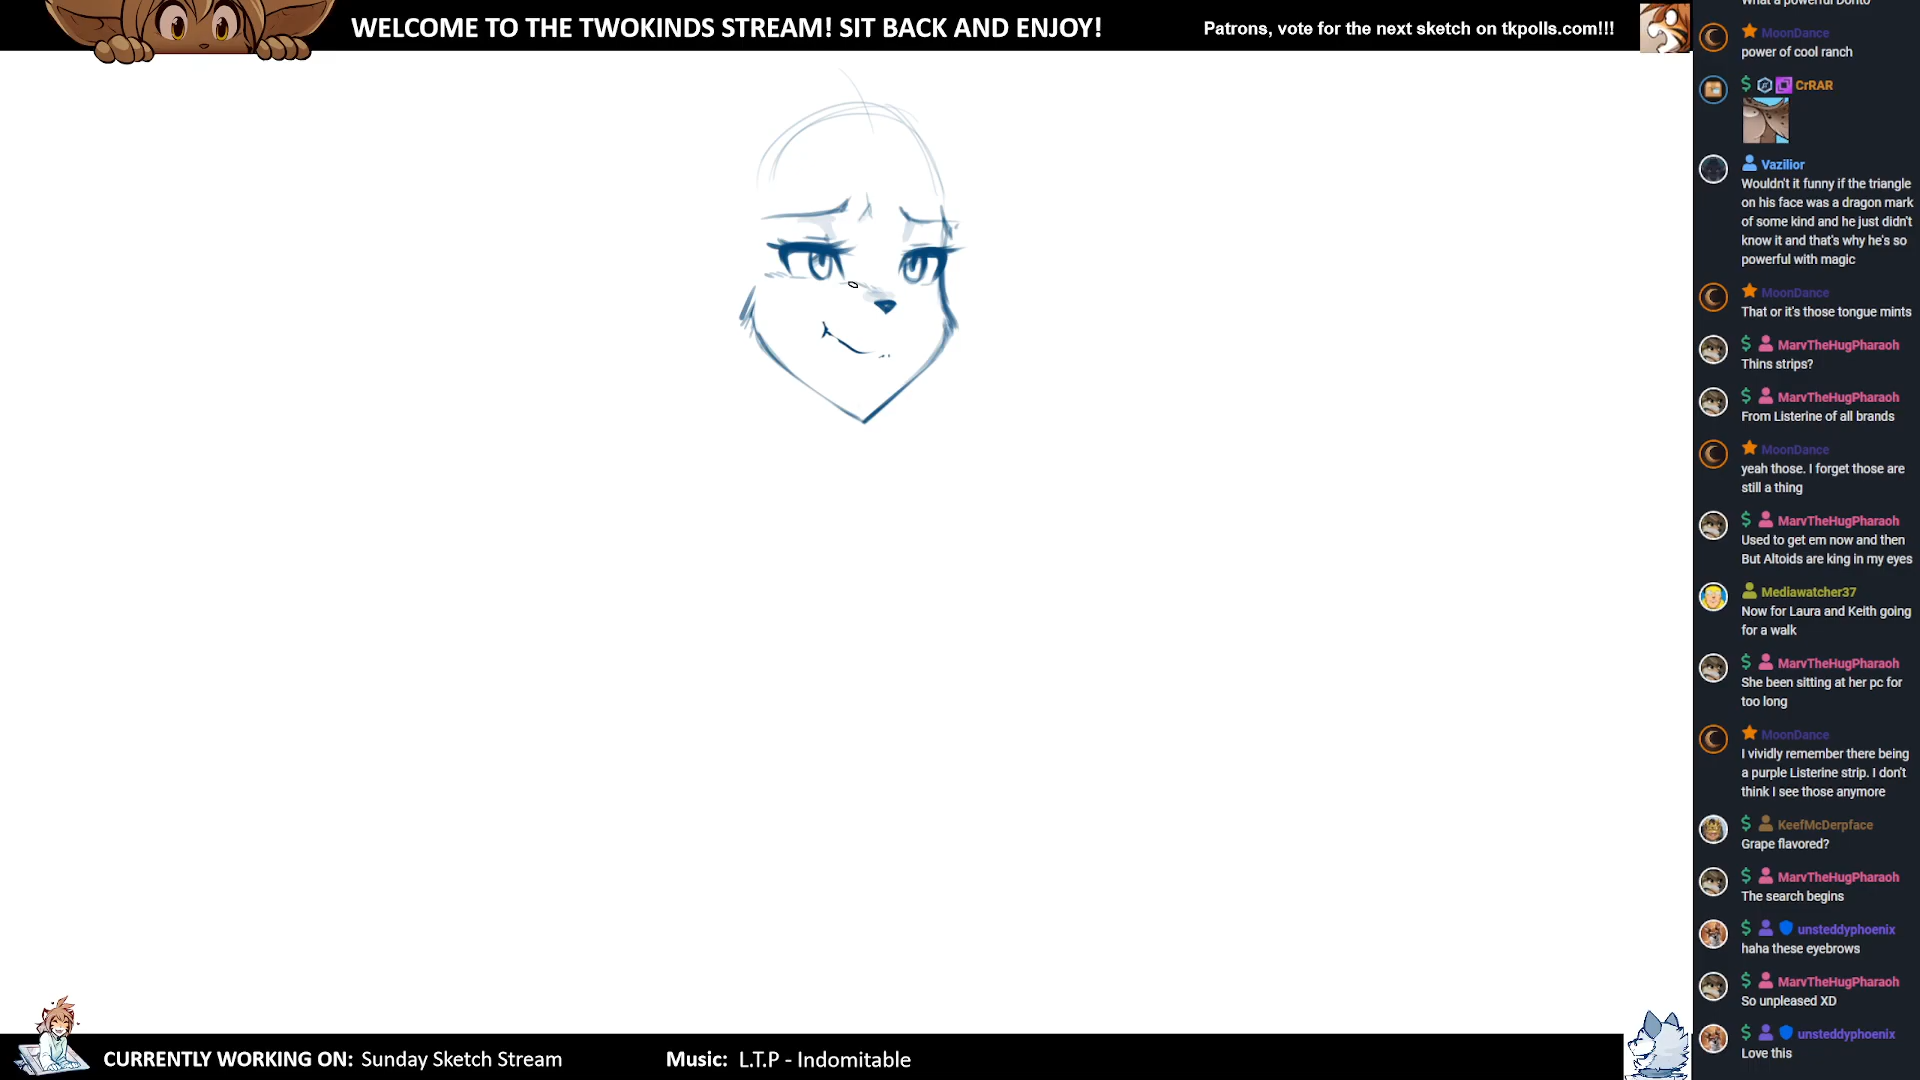 WELCOME TO THE TWOKINDS STREAM! SIT BACK AND ENJOY!
Patrons, vote for the next sketch on tkpolls.com!!!
What a powerful Dorito
MoonDance
power of cool ranch
CrRAR
Vazilior
Wouldn't it funny if the triangle
on his face was a dragon mark
of some kind and he just didn't
know it and that's why he's so
powerful with magic
MoonDance
That or it's those tongue mints
MarvTheHugPharaoh
Thins strips?
MarvTheHugPharaoh
From Listerine of all brands
MoonDance
yeah those. I forget those are
still a thing
MarvTheHugPharaoh
Used to get em now and then
But Altoids are king in my eyes
Mediawatcher37
Now for Laura and Keith going
for a walk
MarvTheHugPharaoh
She been sitting at her pc for
too long
MoonDance
I vividly remember there being
a purple Listerine strip. I don't
think I see those anymore
KeefMcDerpface
Grape flavored?
MarvTheHugPharaoh
The search begins
unsteddyphoenix
haha these eyebrows
MarvTheHugPharaoh
So unpleased XD
unsteddyphoenix
Love this
CURRENTLY WORKING ON: Sunday Sketch Stream
Music: L.T.P - Indomitable